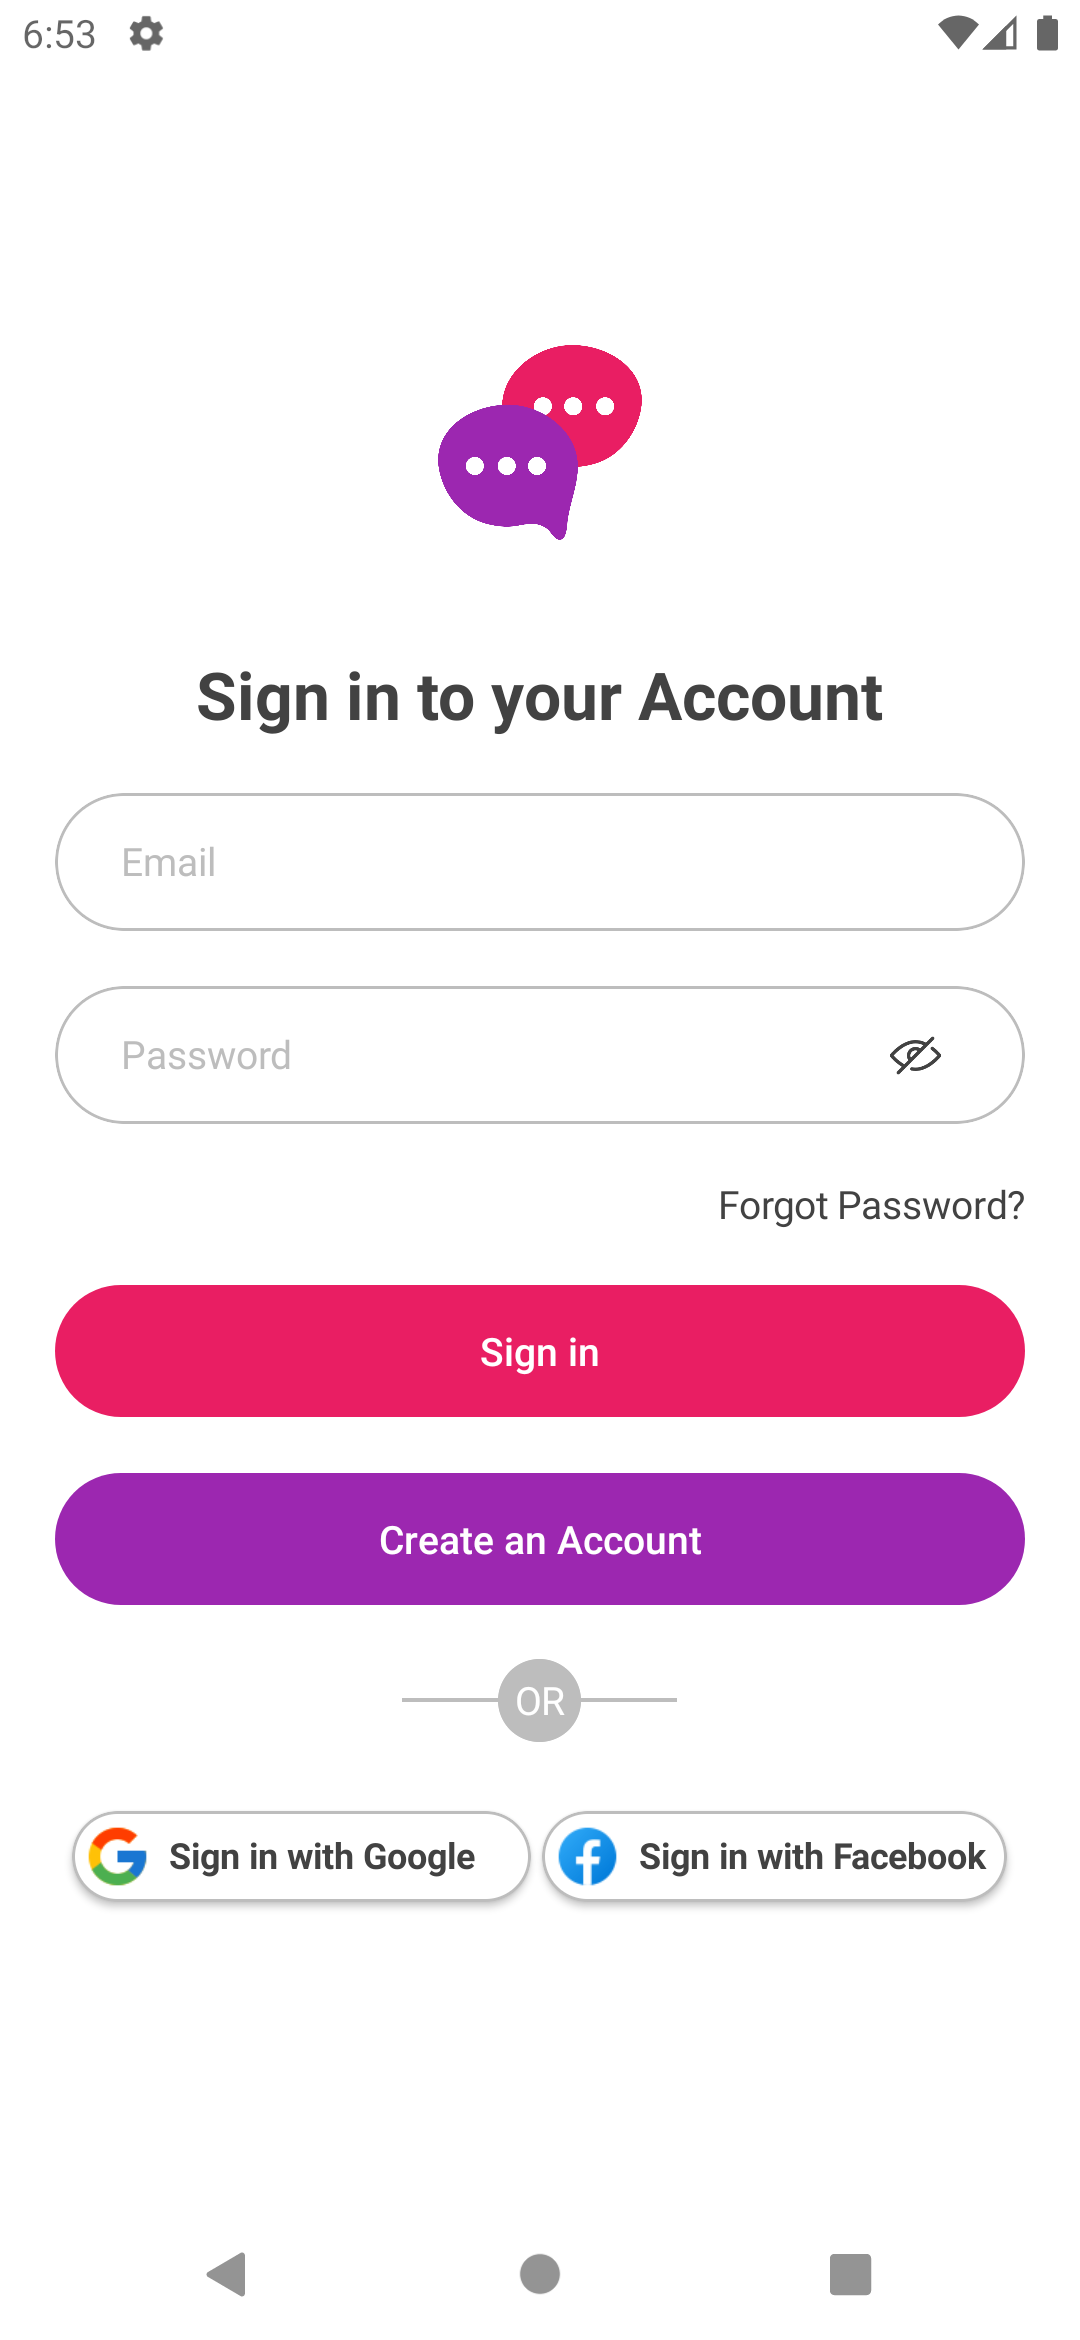 6:53
Sign in to your Account
Email
Password
Forgot Password?
Sign in
Create an Account
OR
Sign in with Google
Sign in with Facebook